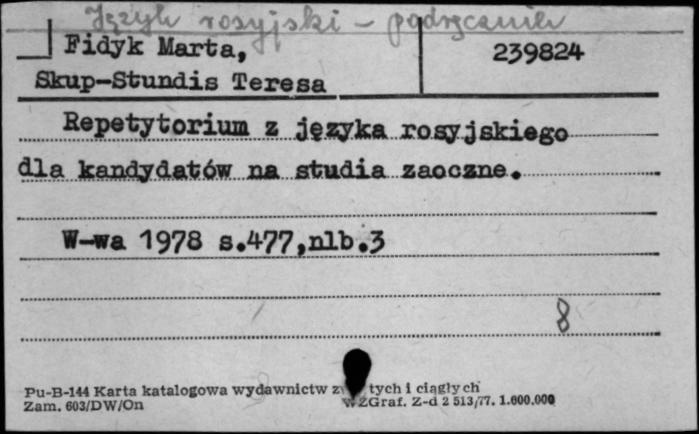 Język rosyjski - podręczniki
Fidyk Marta, 239824
Skup-Stundis Teresa
Repetytorium z języka rosyjskiego
dla kandydatów na studia zaoczne.
W-wa 1978 s.477,nlb.3
8
Pu-B-144 Karta katalogowa wydawnictw z tych i ciągłych
Zam. 603/DW/On WZGraf. Z-d 2 513/77. 1.600.000